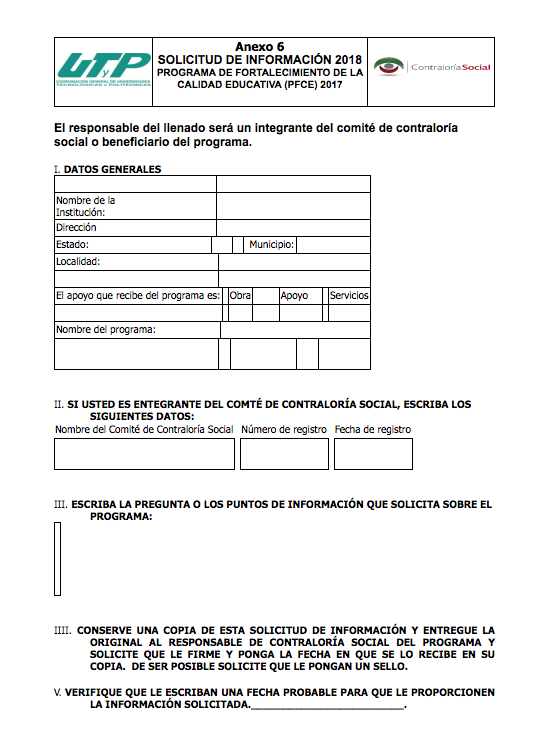 UTyP
COORDINACIÓN GENERAL DE UNIVERSIDADES
TECNOLÓGICAS y POLITÉCNICAS
Anexo 6
SOLICITUD DE INFORMACIÓN 2018
PROGRAMA DE FORTALECIMIENTO DE LA
CALIDAD EDUCATIVA (PFCE) 2017
ContraloríaSocial
El responsable del llenado será un integrante del comité de contraloría
social o beneficiario del programa.
I. DATOS GENERALES
Nombre de la
Institución:
Dirección
Estado: Municipio:
Localidad:
El apoyo que recibe del programa es: Obra Apoyo Servicios
Nombre del programa:
II. SI USTED ES ENTEGRANTE DEL COMTÉ DE CONTRALORÍA SOCIAL, ESCRIBA LOS
SIGUIENTES DATOS:
Nombre del Comité de Contraloría Social Número de registro Fecha de registro
III. ESCRIBA LA PREGUNTA O LOS PUNTOS DE INFORMACIÓN QUE SOLICITA SOBRE EL
PROGRAMA:
IIII. CONSERVE UNA COPIA DE ESTA SOLICITUD DE INFORMACIÓN Y ENTREGUE LA
ORIGINAL AL RESPONSABLE DE CONTRALORÍA SOCIAL DEL PROGRAMA Y
SOLICITE QUE LE FIRME Y PONGA LA FECHA EN QUE SE LO RECIBE EN SU
COPIA. DE SER POSIBLE SOLICITE QUE LE PONGAN UN SELLO.
V. VERIFIQUE QUE LE ESCRIBAN UNA FECHA PROBABLE PARA QUE LE PROPORCIONEN
LA INFORMACIÓN SOLICITADA.________________________.